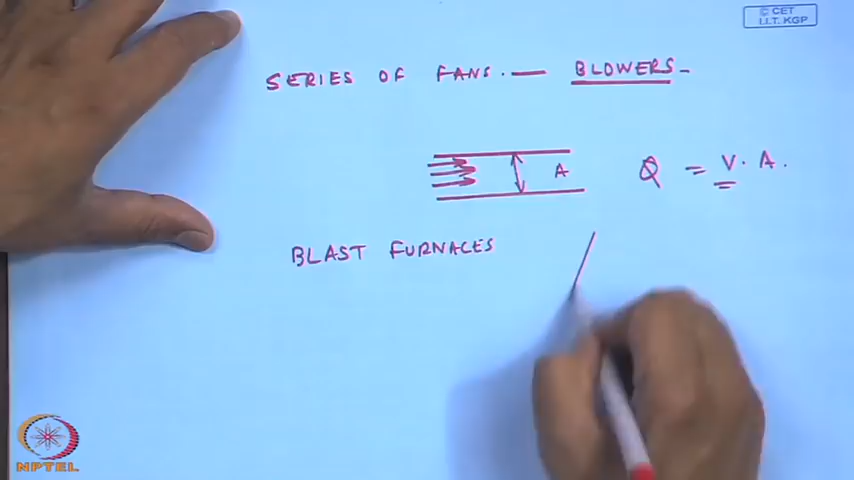 © CET
I.I.T. KGP
SERIES OF FANS. — BLOWERS -
A Q = V. A.
BLAST FURNACES
NPTEL